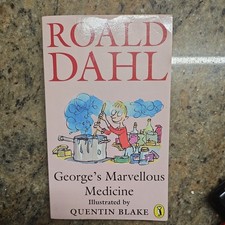 ROALD
DAHL
George's Marvellous
Medicine
Illustrated by
QUENTIN BLAKE